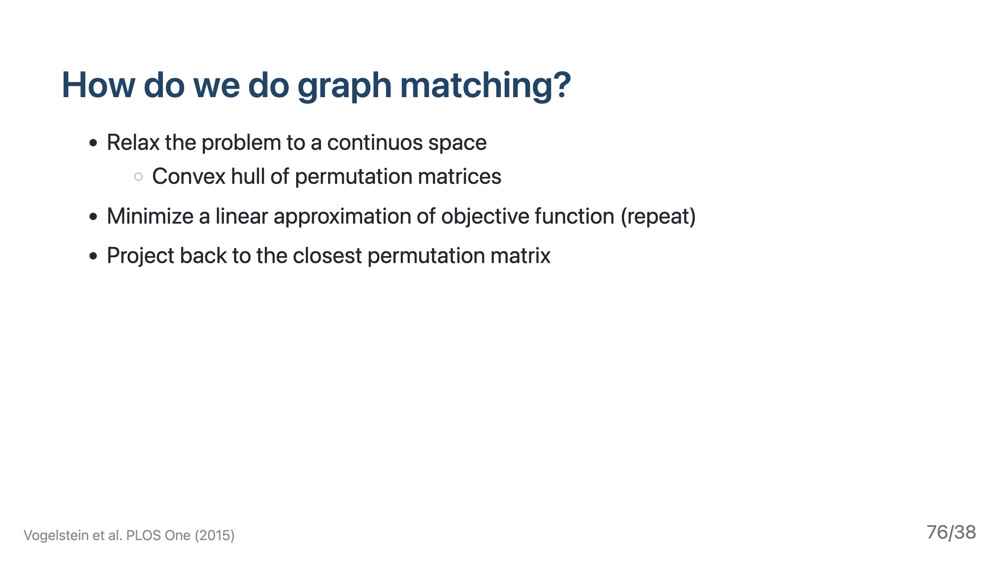 How do we do graph matching?
Relax the problem to a continuos space
Convex hull of permutation matrices
Minimize a linear approximation of objective function (repeat)
Project back to the closest permutation matrix
Vogelstein et al. PLOS One (2015)
76/38